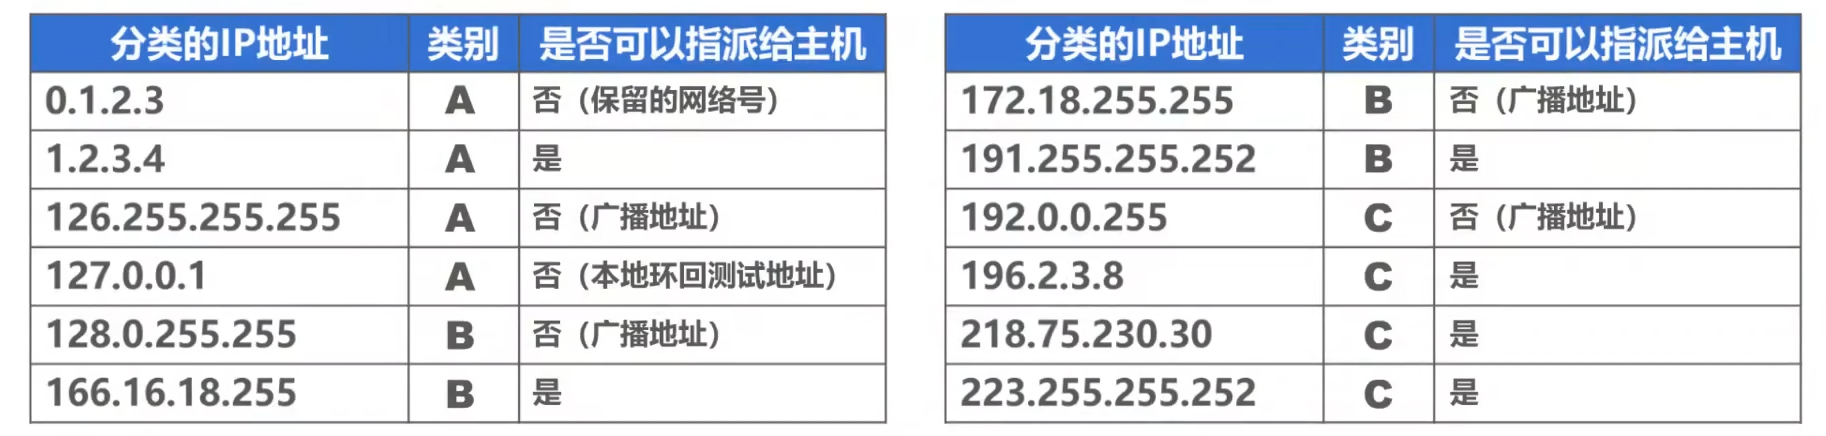 分类的IP地址 类别 是否可以指派给主机
0.1.2.3 A 否（保留的网络号）
1.2.3.4 A 是
126.255.255.255 A 否（广播地址）
127.0.0.1 A 否（本地环回测试地址）
128.0.255.255 B 否（广播地址）
166.16.18.255 B 是
分类的IP地址 类别 是否可以指派给主机
172.18.255.255 B 否（广播地址）
191.255.255.252 B 是
192.0.0.255 C 否（广播地址）
196.2.3.8 C 是
218.75.230.30 C 是
223.255.255.252 C 是